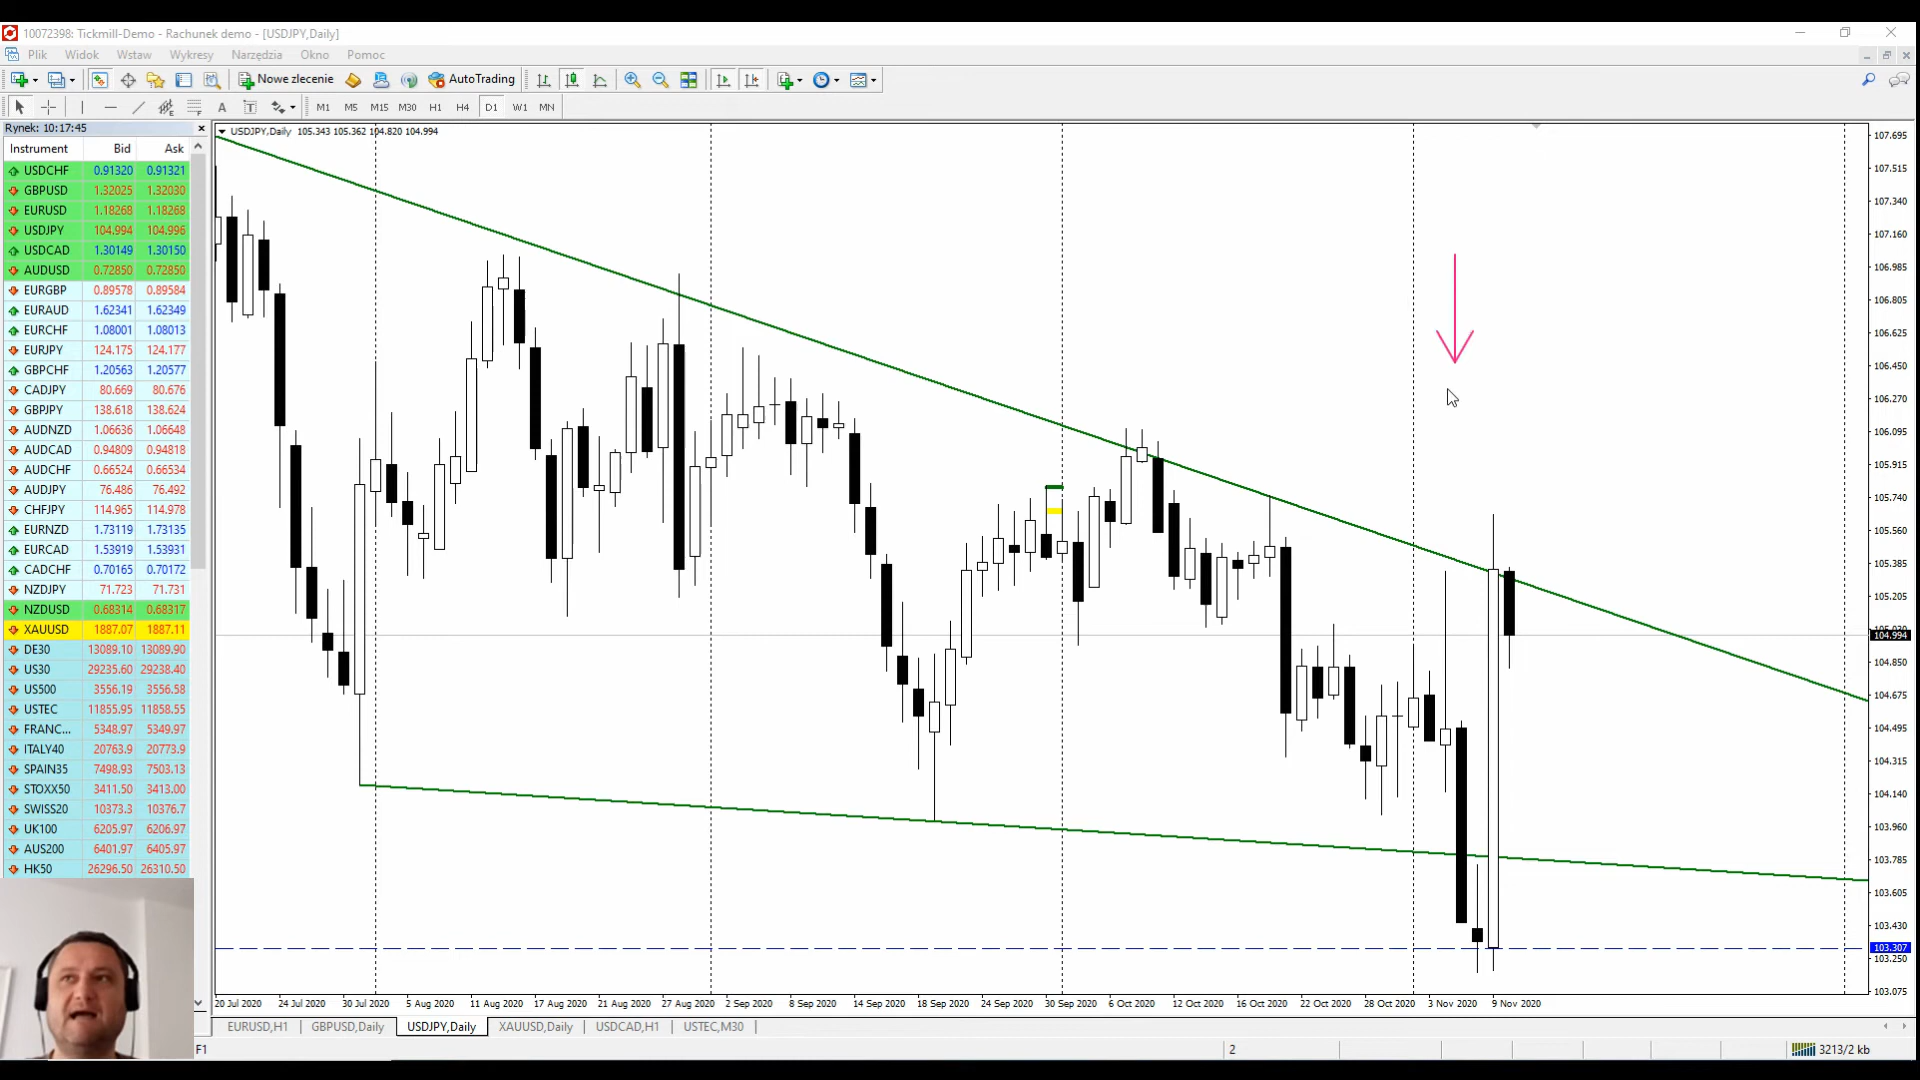 10072398: Tickmill-Demo - Rachunek demo - [USDJPY,Daily]
Plik Widok Wstaw Wykresy Narzędzia Okno Pomoc
Nowe zlecenie AutoTrading
A T M1 M5 M15 M30 H1 H4 D1 W1 MN
Rynek: 10:17:45
USDJPY,Daily 105.343 105.362 104.820 104.994
Instrument Bid Ask
USDCHF 0.91320 0.91321
GBPUSD 1.32025 1.32030
EURUSD 1.18268 1.18268
USDJPY 104.994 104.996
USDCAD 1.30149 1.30150
AUDUSD 0.72850 0.72850
EURGBP 0.89578 0.89584
EURAUD 1.62341 1.62349
EURCHF 1.08001 1.08013
EURJPY 124.175 124.177
GBPCHF 1.20563 1.20577
CADJPY 80.669 80.676
GBPJPY 138.618 138.624
AUDNZD 1.06636 1.06648
AUDCAD 0.94809 0.94818
AUDCHF 0.66524 0.66534
AUDJPY 76.486 76.492
CHFJPY 114.965 114.978
EURNZD 1.73119 1.73135
EURCAD 1.53919 1.53931
CADCHF 0.70165 0.70172
NZDJPY 71.723 71.731
NZDUSD 0.68314 0.68317
XAUUSD 1887.07 1887.11
DE30 13089.10 13089.90
US30 29235.60 29238.40
US500 3556.19 3556.58
USTEC 11855.95 11858.55
FRANC... 5348.97 5349.97
ITALY40 20763.9 20773.9
SPAIN35 7498.93 7503.13
STOXX50 3411.50 3413.00
SWISS20 10373.3 10376.7
UK100 6205.97 6206.97
AUS200 6401.97 6405.97
HK50 26296.50 26310.50
107.695
107.515
107.340
107.160
106.985
106.805
106.625
106.450
106.270
106.095
105.915
105.740
105.560
105.385
105.205
104.994
104.850
104.675
104.495
104.315
104.140
103.960
103.785
103.605
103.430
103.307
103.250
103.075
20 Jul 2020 24 Jul 2020 30 Jul 2020 5 Aug 2020 11 Aug 2020 17 Aug 2020 21 Aug 2020 27 Aug 2020 2 Sep 2020 8 Sep 2020 14 Sep 2020 18 Sep 2020 24 Sep 2020 30 Sep 2020 6 Oct 2020 12 Oct 2020 16 Oct 2020 22 Oct 2020 28 Oct 2020 3 Nov 2020 9 Nov 2020
EURUSD,H1 GBPUSD,Daily USDJPY,Daily XAUUSD,Daily USDCAD,H1 USTEC,M30
F1 2 3213/2 kb